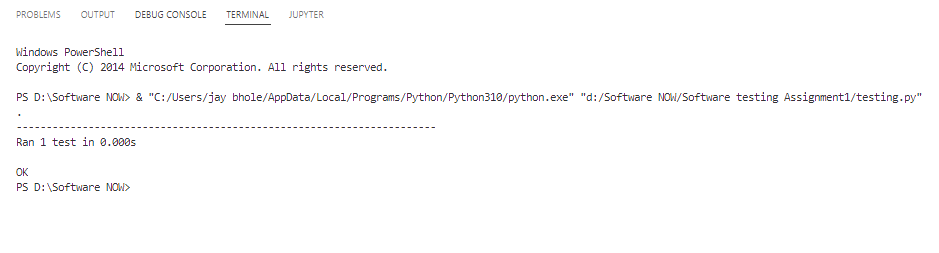 PROBLEMS OUTPUT DEBUG CONSOLE TERMINAL JUPYTER
Windows PowerShell
Copyright (C) 2014 Microsoft Corporation. All rights reserved.
PS D:\Software NOW> & "C:/Users/jay bhole/AppData/Local/Programs/Python/Python310/python.exe" "d:/Software NOW/Software testing Assignment1/testing.py"
.
----------------------------------------------------------------------
Ran 1 test in 0.000s
OK
PS D:\Software NOW>